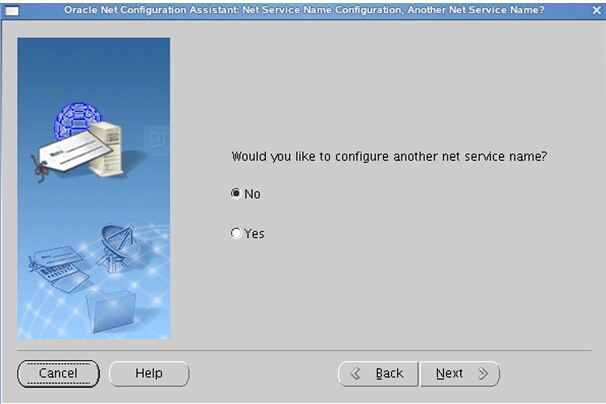 Oracle Net Configuration Assistant: Net Service Name Configuration, Another Net Service Name?
Would you like to configure another net service name?
No
Yes
Cancel
Help
Back
Next